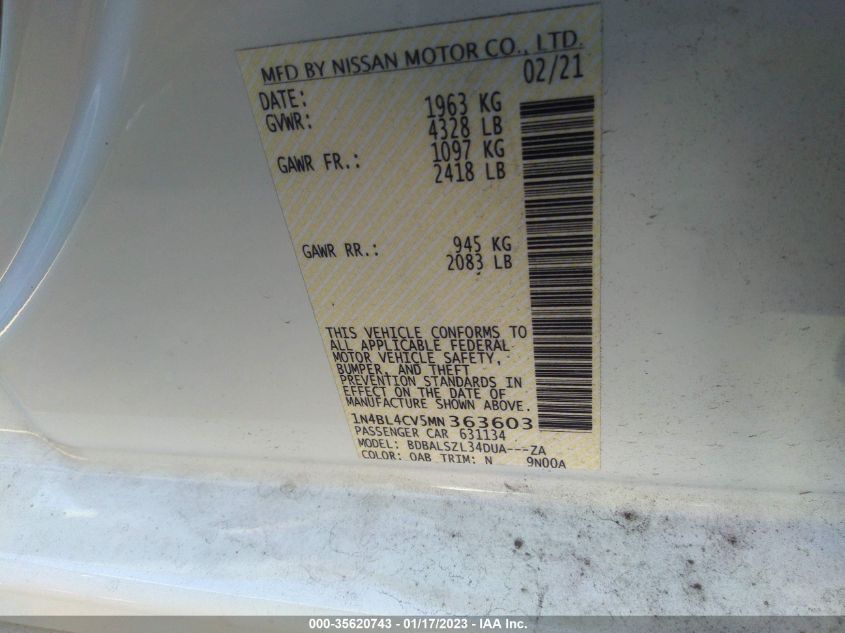 MFD BY NISSAN MOTOR CO., LTD.
DATE: 02/21
GVWR: 1963 KG
4328 LB
GAWR FR.: 1097 KG
2418 LB
GAWR RR.: 945 KG
2083 LB
THIS VEHICLE CONFORMS TO
ALL APPLICABLE FEDERAL
MOTOR VEHICLE SAFETY,
BUMPER, AND THEFT
PREVENTION STANDARDS IN
EFFECT ON THE DATE OF
MANUFACTURE SHOWN ABOVE.
1N4BL4CV5MN363603
PASSENGER CAR 631134
MODEL: BDBALSZL34DUA---ZA
COLOR: QAB TRIM: N 9N00A
000-35620743 - 01/17/2023 - IAA Inc.